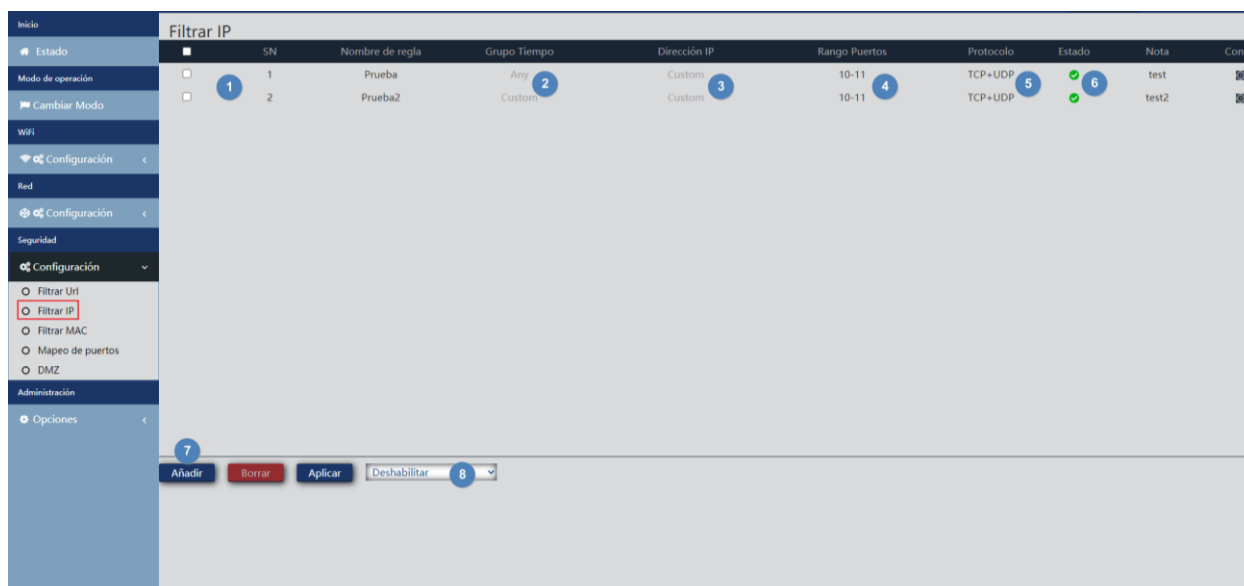 Inicio
Estado
Modo de operación
Cambiar Modo
WiFi
Configuración
Red
Configuración
Seguridad
Configuración
Filtrar Url
Filtrar IP
Filtrar MAC
Mapeo de puertos
DMZ
Administración
Opciones
Filtrar IP
SN Nombre de regla Grupo Tiempo Dirección IP Rango Puertos Protocolo Estado Nota Con
1 Prueba Any Custom 10-11 TCP+UDP test
1 2 3 4 5 6
2 Prueba2 Custom Custom 10-11 TCP+UDP test2
7
Añadir Borrar Aplicar Deshabilitar 8